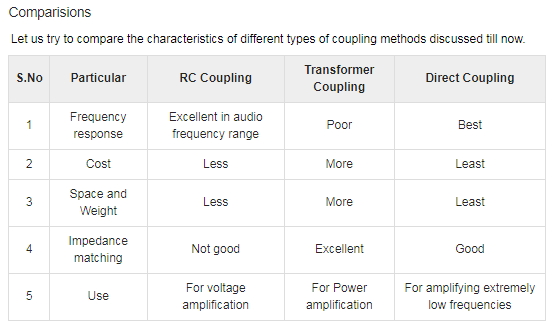 Comparisions
Let us try to compare the characteristics of different types of coupling methods discussed till now.
S.No Particular RC Coupling Transformer Coupling Direct Coupling
1 Frequency response Excellent in audio frequency range Poor Best
2 Cost Less More Least
3 Space and Weight Less More Least
4 Impedance matching Not good Excellent Good
5 Use For voltage amplification For Power amplification For amplifying extremely low frequencies